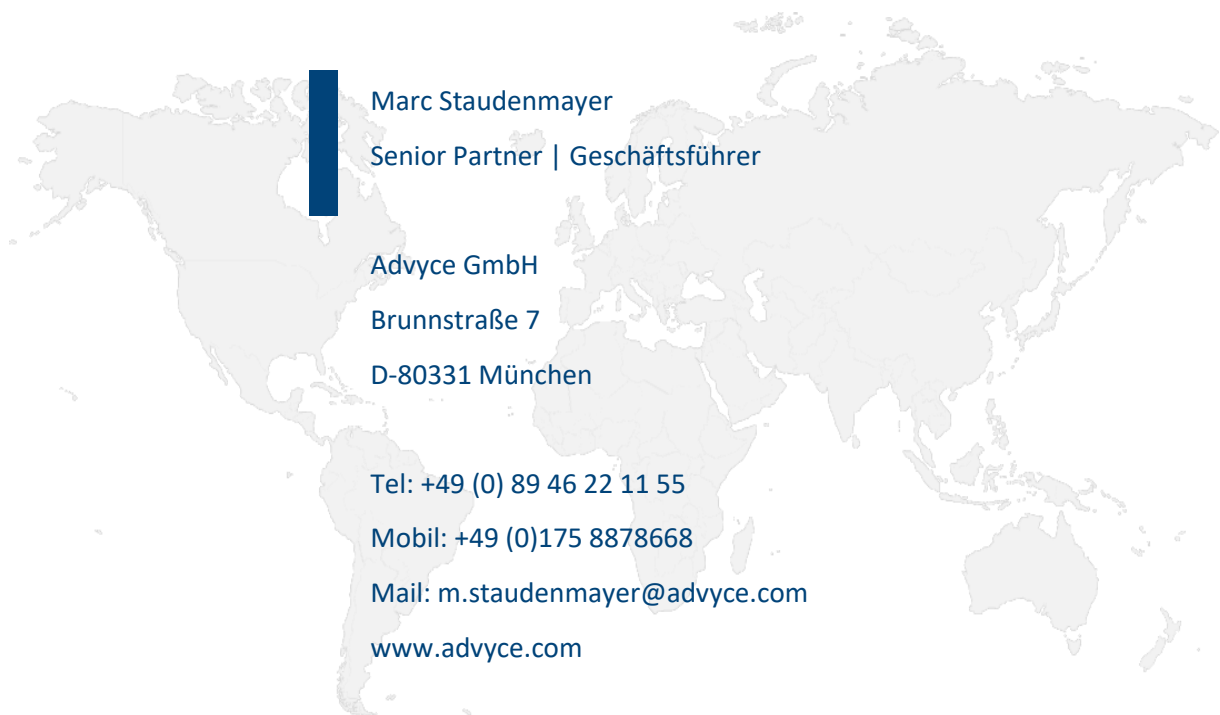 Marc Staudenmayer
Senior Partner | Geschäftsführer
Advyce GmbH
Brunnstraße 7
D-80331 München
Tel: +49 (0) 89 46 22 11 55
Mobil: +49 (0)175 8878668
Mail: m.staudenmayer@advyce.com
www.advyce.com